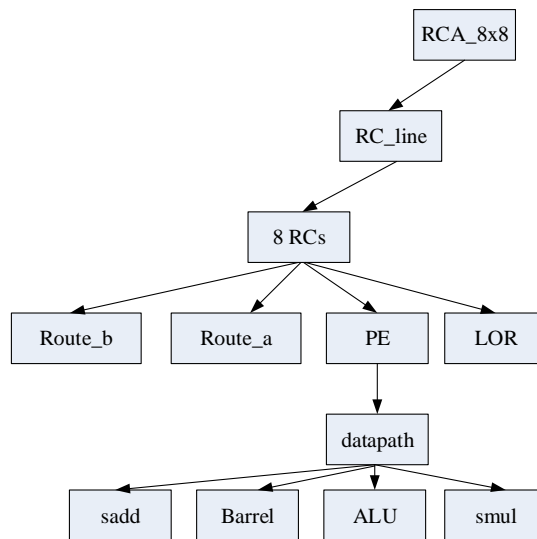 RCA_8x8
RC_line
8 RCs
Route_b
Route_a
PE
LOR
datapath
sadd
Barrel
ALU
smul